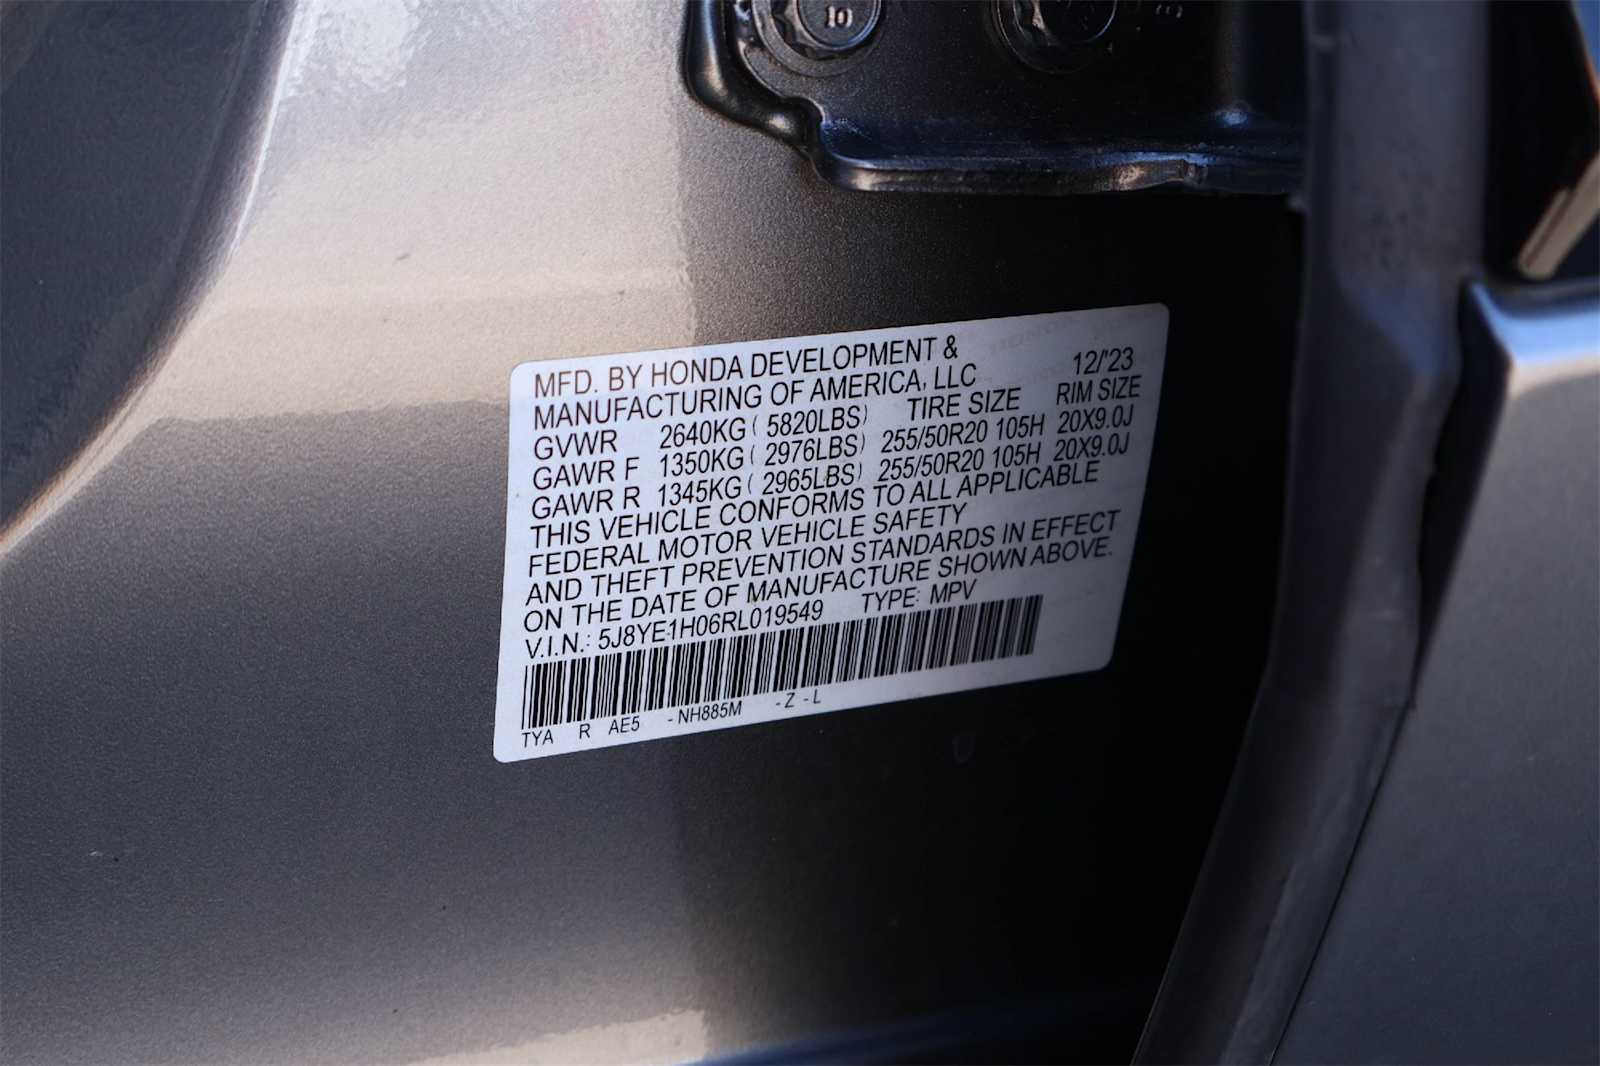 10
MFD. BY HONDA DEVELOPMENT &
MANUFACTURING OF AMERICA, LLC 12/'23
GVWR 2640KG ( 5820LBS) TIRE SIZE RIM SIZE
GAWR F 1350KG ( 2976LBS) 255/50R20 105H 20X9.0J
GAWR R 1345KG ( 2965LBS) 255/50R20 105H 20X9.0J
THIS VEHICLE CONFORMS TO ALL APPLICABLE
FEDERAL MOTOR VEHICLE SAFETY
AND THEFT PREVENTION STANDARDS IN EFFECT
ON THE DATE OF MANUFACTURE SHOWN ABOVE.
V.I.N.: 5J8YE1H06RL019549 TYPE: MPV
TYA R AE5 -NH885M -Z -L